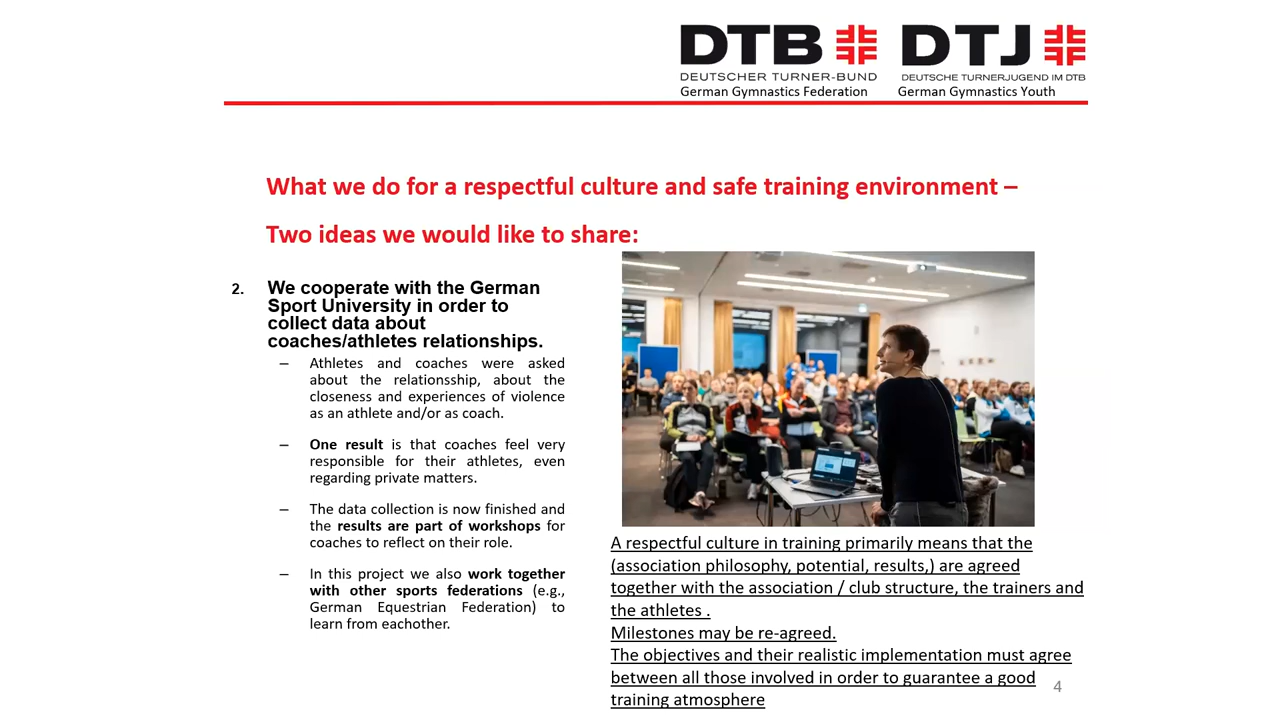 DTB DTJ
DEUTSCHER TURNER-BUND DEUTSCHE TURNERJUGEND IM DTB
German Gymnastics Federation German Gymnastics Youth
What we do for a respectful culture and safe training environment –
Two ideas we would like to share:
2. We cooperate with the German
Sport University in order to
collect data about
coaches/athletes relationships.
– Athletes and coaches were asked
about the relationsship, about the
closeness and experiences of violence
as an athlete and/or as coach.
– One result is that coaches feel very
responsible for their athletes, even
regarding private matters.
– The data collection is now finished and
the results are part of workshops for
coaches to reflect on their role.
– In this project we also work together
with other sports federations (e.g.,
German Equestrian Federation) to
learn from eachother.
A respectful culture in training primarily means that the
(association philosophy, potential, results,) are agreed
together with the association / club structure, the trainers and
the athletes .
Milestones may be re-agreed.
The objectives and their realistic implementation must agree
between all those involved in order to guarantee a good
training atmosphere
4